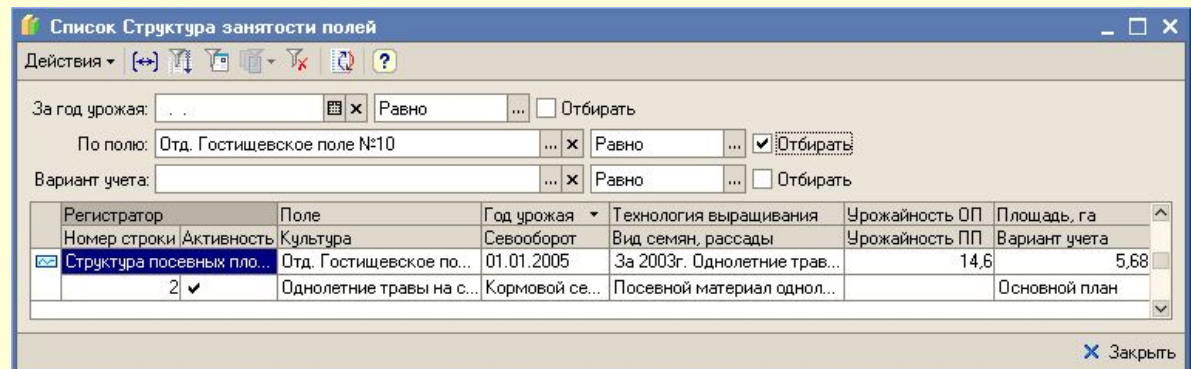 Список Структура занятости полей
Действия
За год урожая: . . Равно ... Отбирать
По полю: Отд. Гостищевское поле №10 ... Равно ... Отбирать
Вариант учета: ... Равно ... Отбирать
Регистратор Поле Год урожая Технология выращивания Урожайность ОП Площадь, га
Номер строки Активность Культура Севооборот Вид семян, рассады Урожайность ПП Вариант учета
Структура посевных пло... Отд. Гостищевское по... 01.01.2005 За 2003г. Однолетние трав... 14,6 5,68
2 Однолетние травы на с... Кормовой се... Посевной материал однол... Основной план
Закрыть